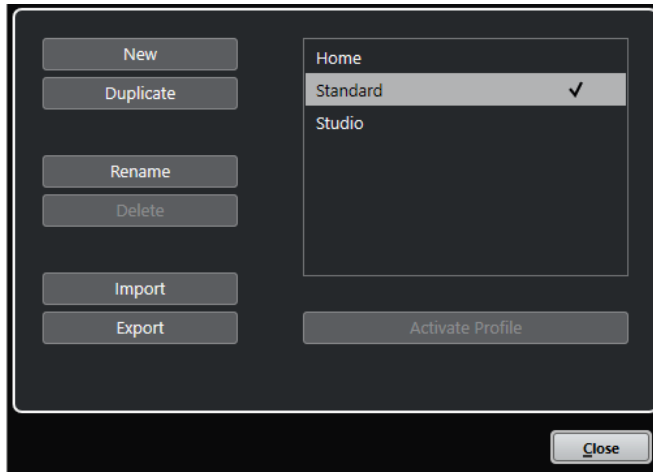 New
Duplicate
Rename
Delete
Import
Export
Home
Standard
Studio
Activate Profile
Close